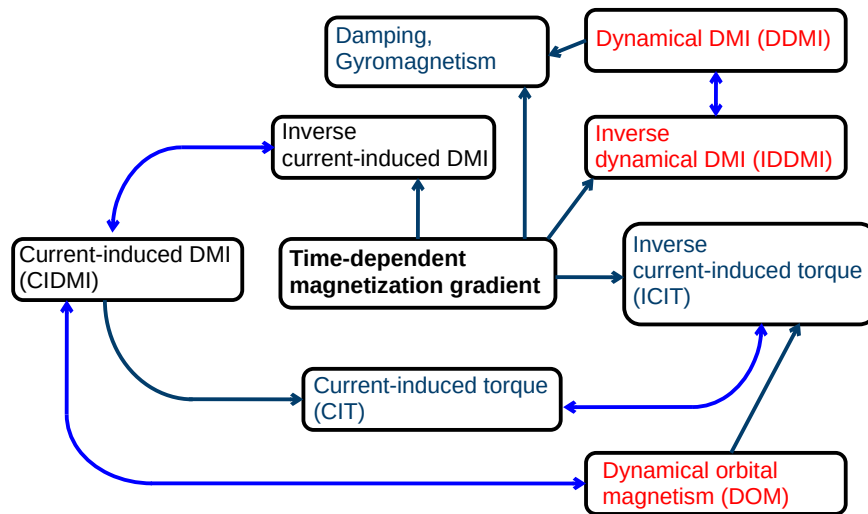 Damping,
Gyromagnetism
Dynamical DMI (DDMI)
Inverse
current-induced DMI
Inverse
dynamical DMI (IDDMI)
Current-induced DMI
(CIDMI)
Time-dependent
magnetization gradient
Inverse
current-induced torque
(ICIT)
Current-induced torque
(CIT)
Dynamical orbital
magnetism (DOM)